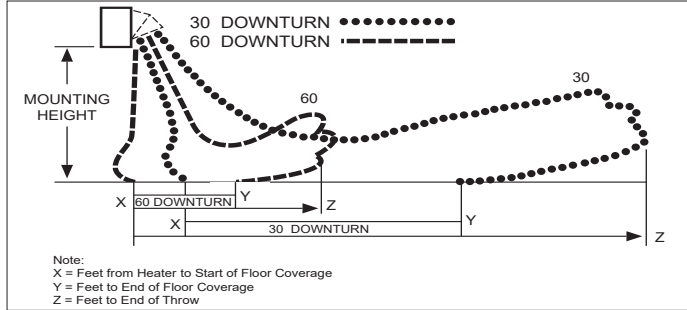 30 DOWNTURN
60 DOWNTURN
MOUNTING
HEIGHT
60
30
X 60 DOWNTURN Y Z
X 30 DOWNTURN Y Z
Note:
X = Feet from Heater to Start of Floor Coverage
Y = Feet to End of Floor Coverage
Z = Feet to End of Throw